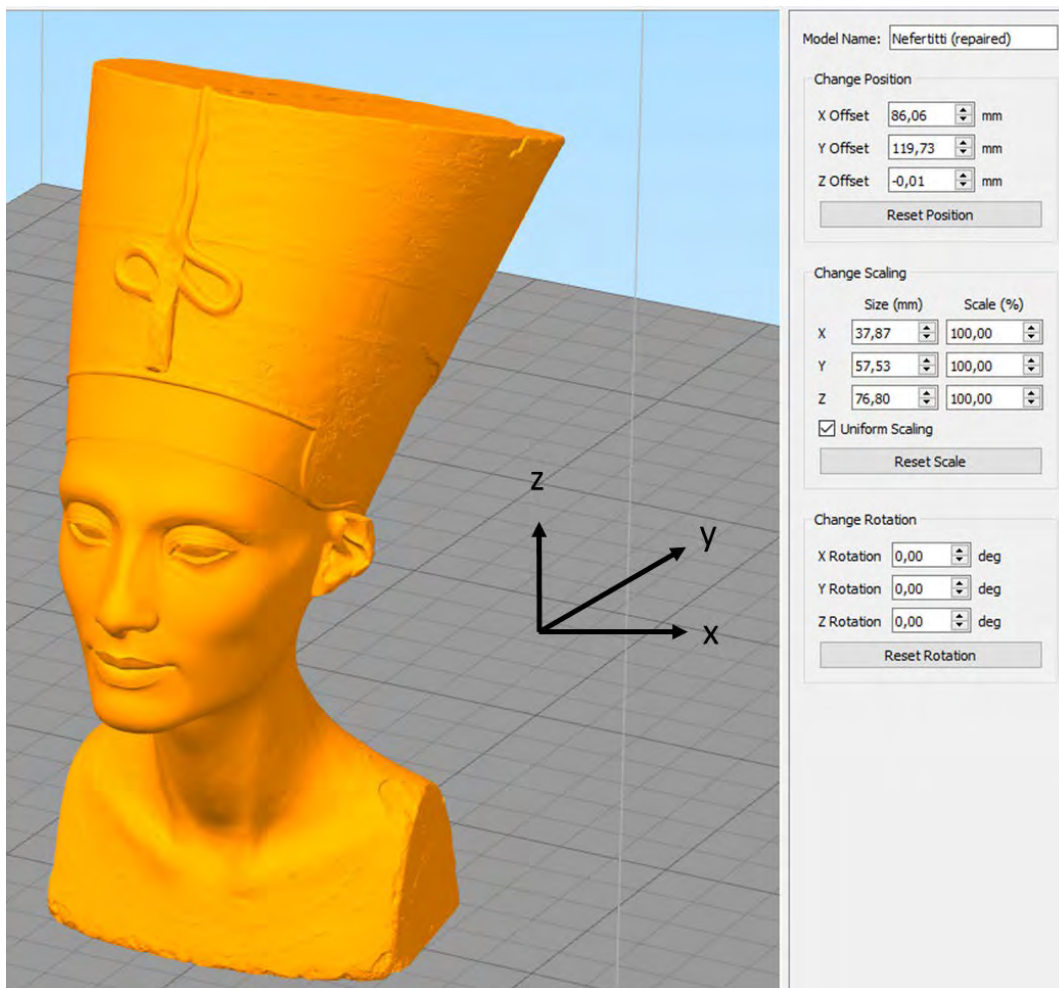 Model Name: Nefertitti (repaired)
Change Position
X Offset 86,06 mm
Y Offset 119,73 mm
Z Offset -0,01 mm
Reset Position
Change Scaling
Size (mm) Scale (%)
X 37,87 100,00
Y 57,53 100,00
Z 76,80 100,00
Uniform Scaling
Reset Scale
Change Rotation
X Rotation 0,00 deg
Y Rotation 0,00 deg
Z Rotation 0,00 deg
Reset Rotation
z
y
x